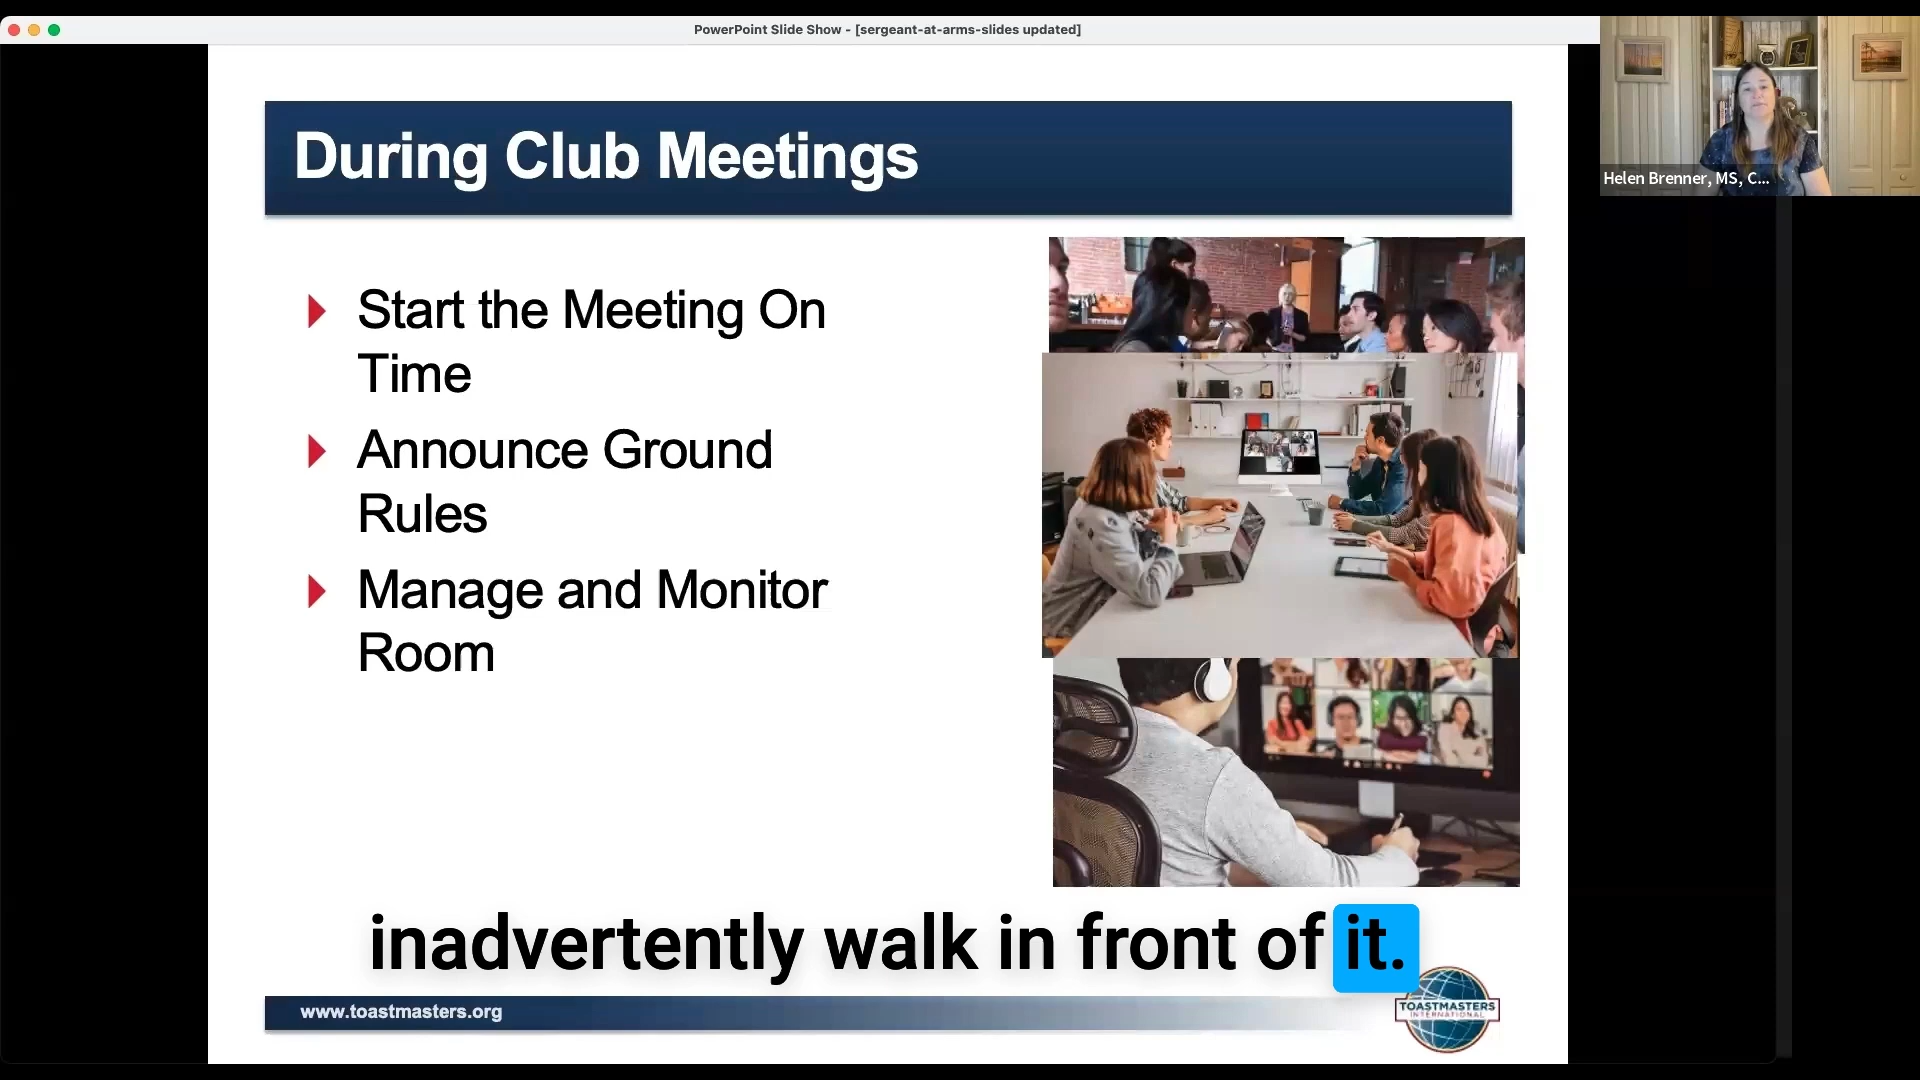 PowerPoint Slide Show - [sergeant-at-arms-slides updated]
Helen Brenner, MS, C...
During Club Meetings
Start the Meeting On
Time
Announce Ground
Rules
Manage and Monitor
Room
inadvertently walk in front of it.
www.toastmasters.org
TOASTMASTERS
INTERNATIONAL